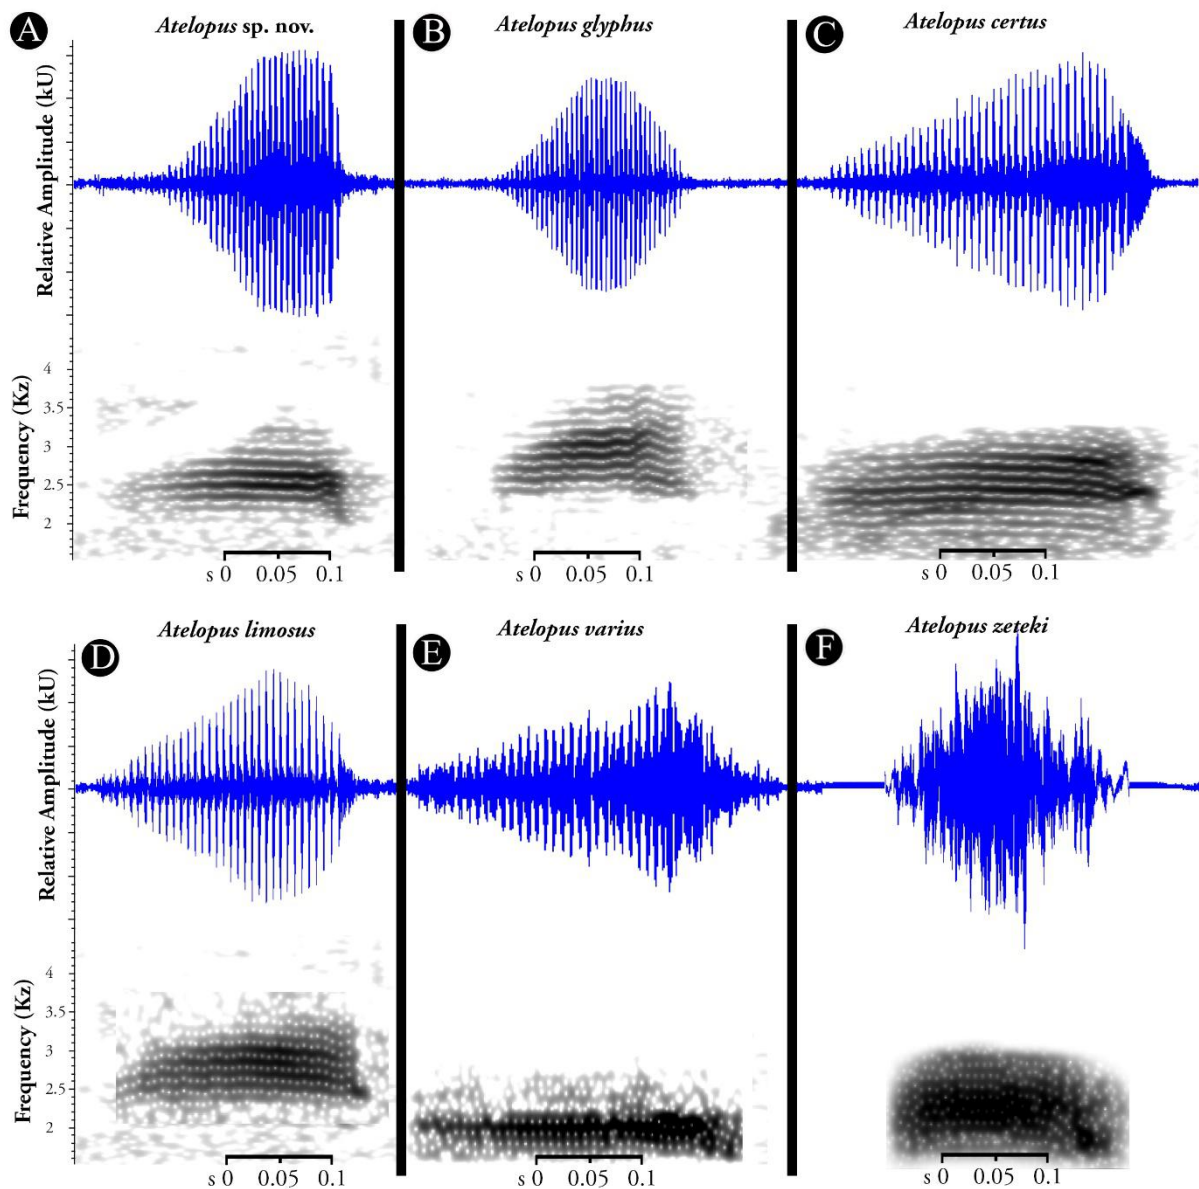 A
Atelopus sp. nov.
B
Atelopus glyphus
C
Atelopus certus
Relative Amplitude (kU)
Frequency (Kz)
4
3.5
3
2.5
2
s 0 0.05 0.1
s 0 0.05 0.1
s 0 0.05 0.1
D
Atelopus limosus
E
Atelopus varius
F
Atelopus zeteki
Relative Amplitude (kU)
Frequency (Kz)
4
3.5
3
2.5
2
s 0 0.05 0.1
s 0 0.05 0.1
s 0 0.05 0.1